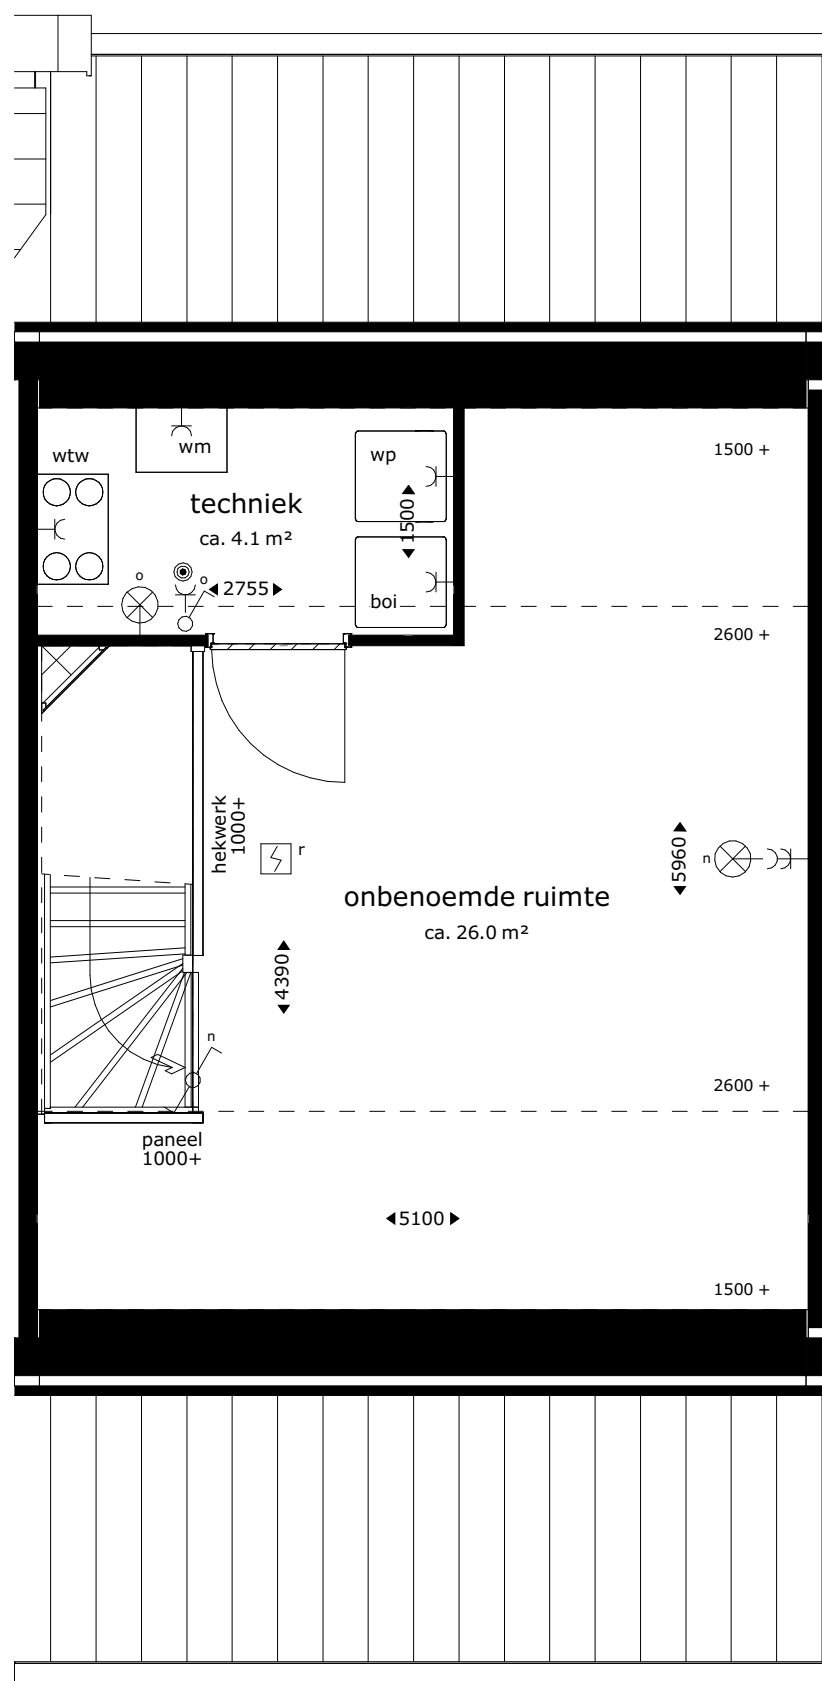 1500 +
wm
wtw
wp
techniek
1500
ca. 4.1 m²
o
o
2755
boi
2600 +
hekwerk
1000+
r
5960
n
onbenoemde ruimte
ca. 26.0 m²
4390
n
2600 +
paneel
1000+
5100
1500 +